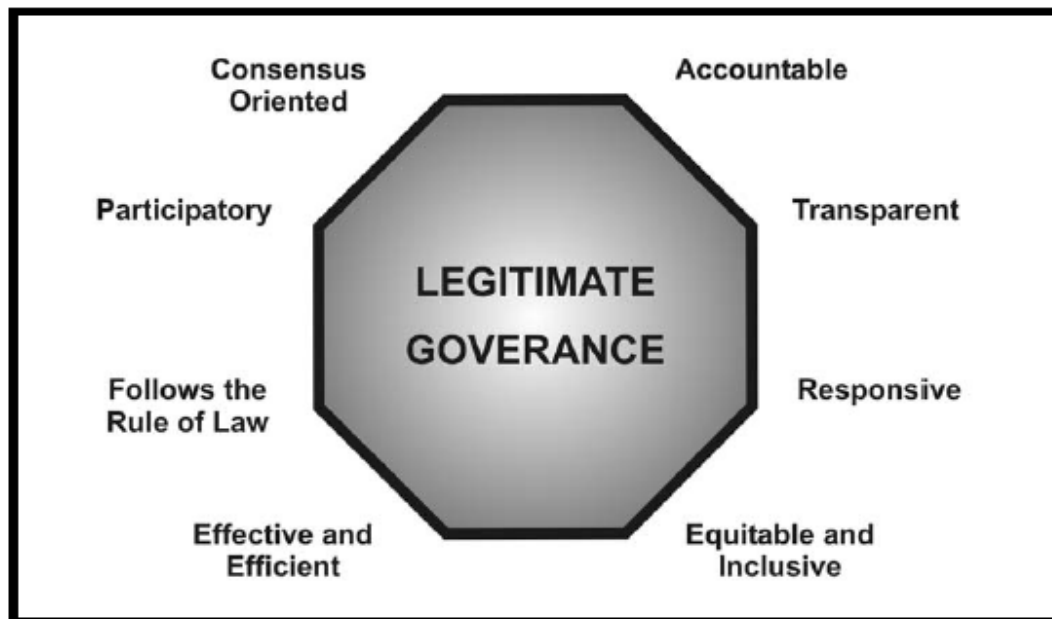 Consensus
Oriented
Accountable
Participatory
Transparent
LEGITIMATE
GOVERANCE
Follows the
Rule of Law
Responsive
Effective and
Efficient
Equitable and
Inclusive